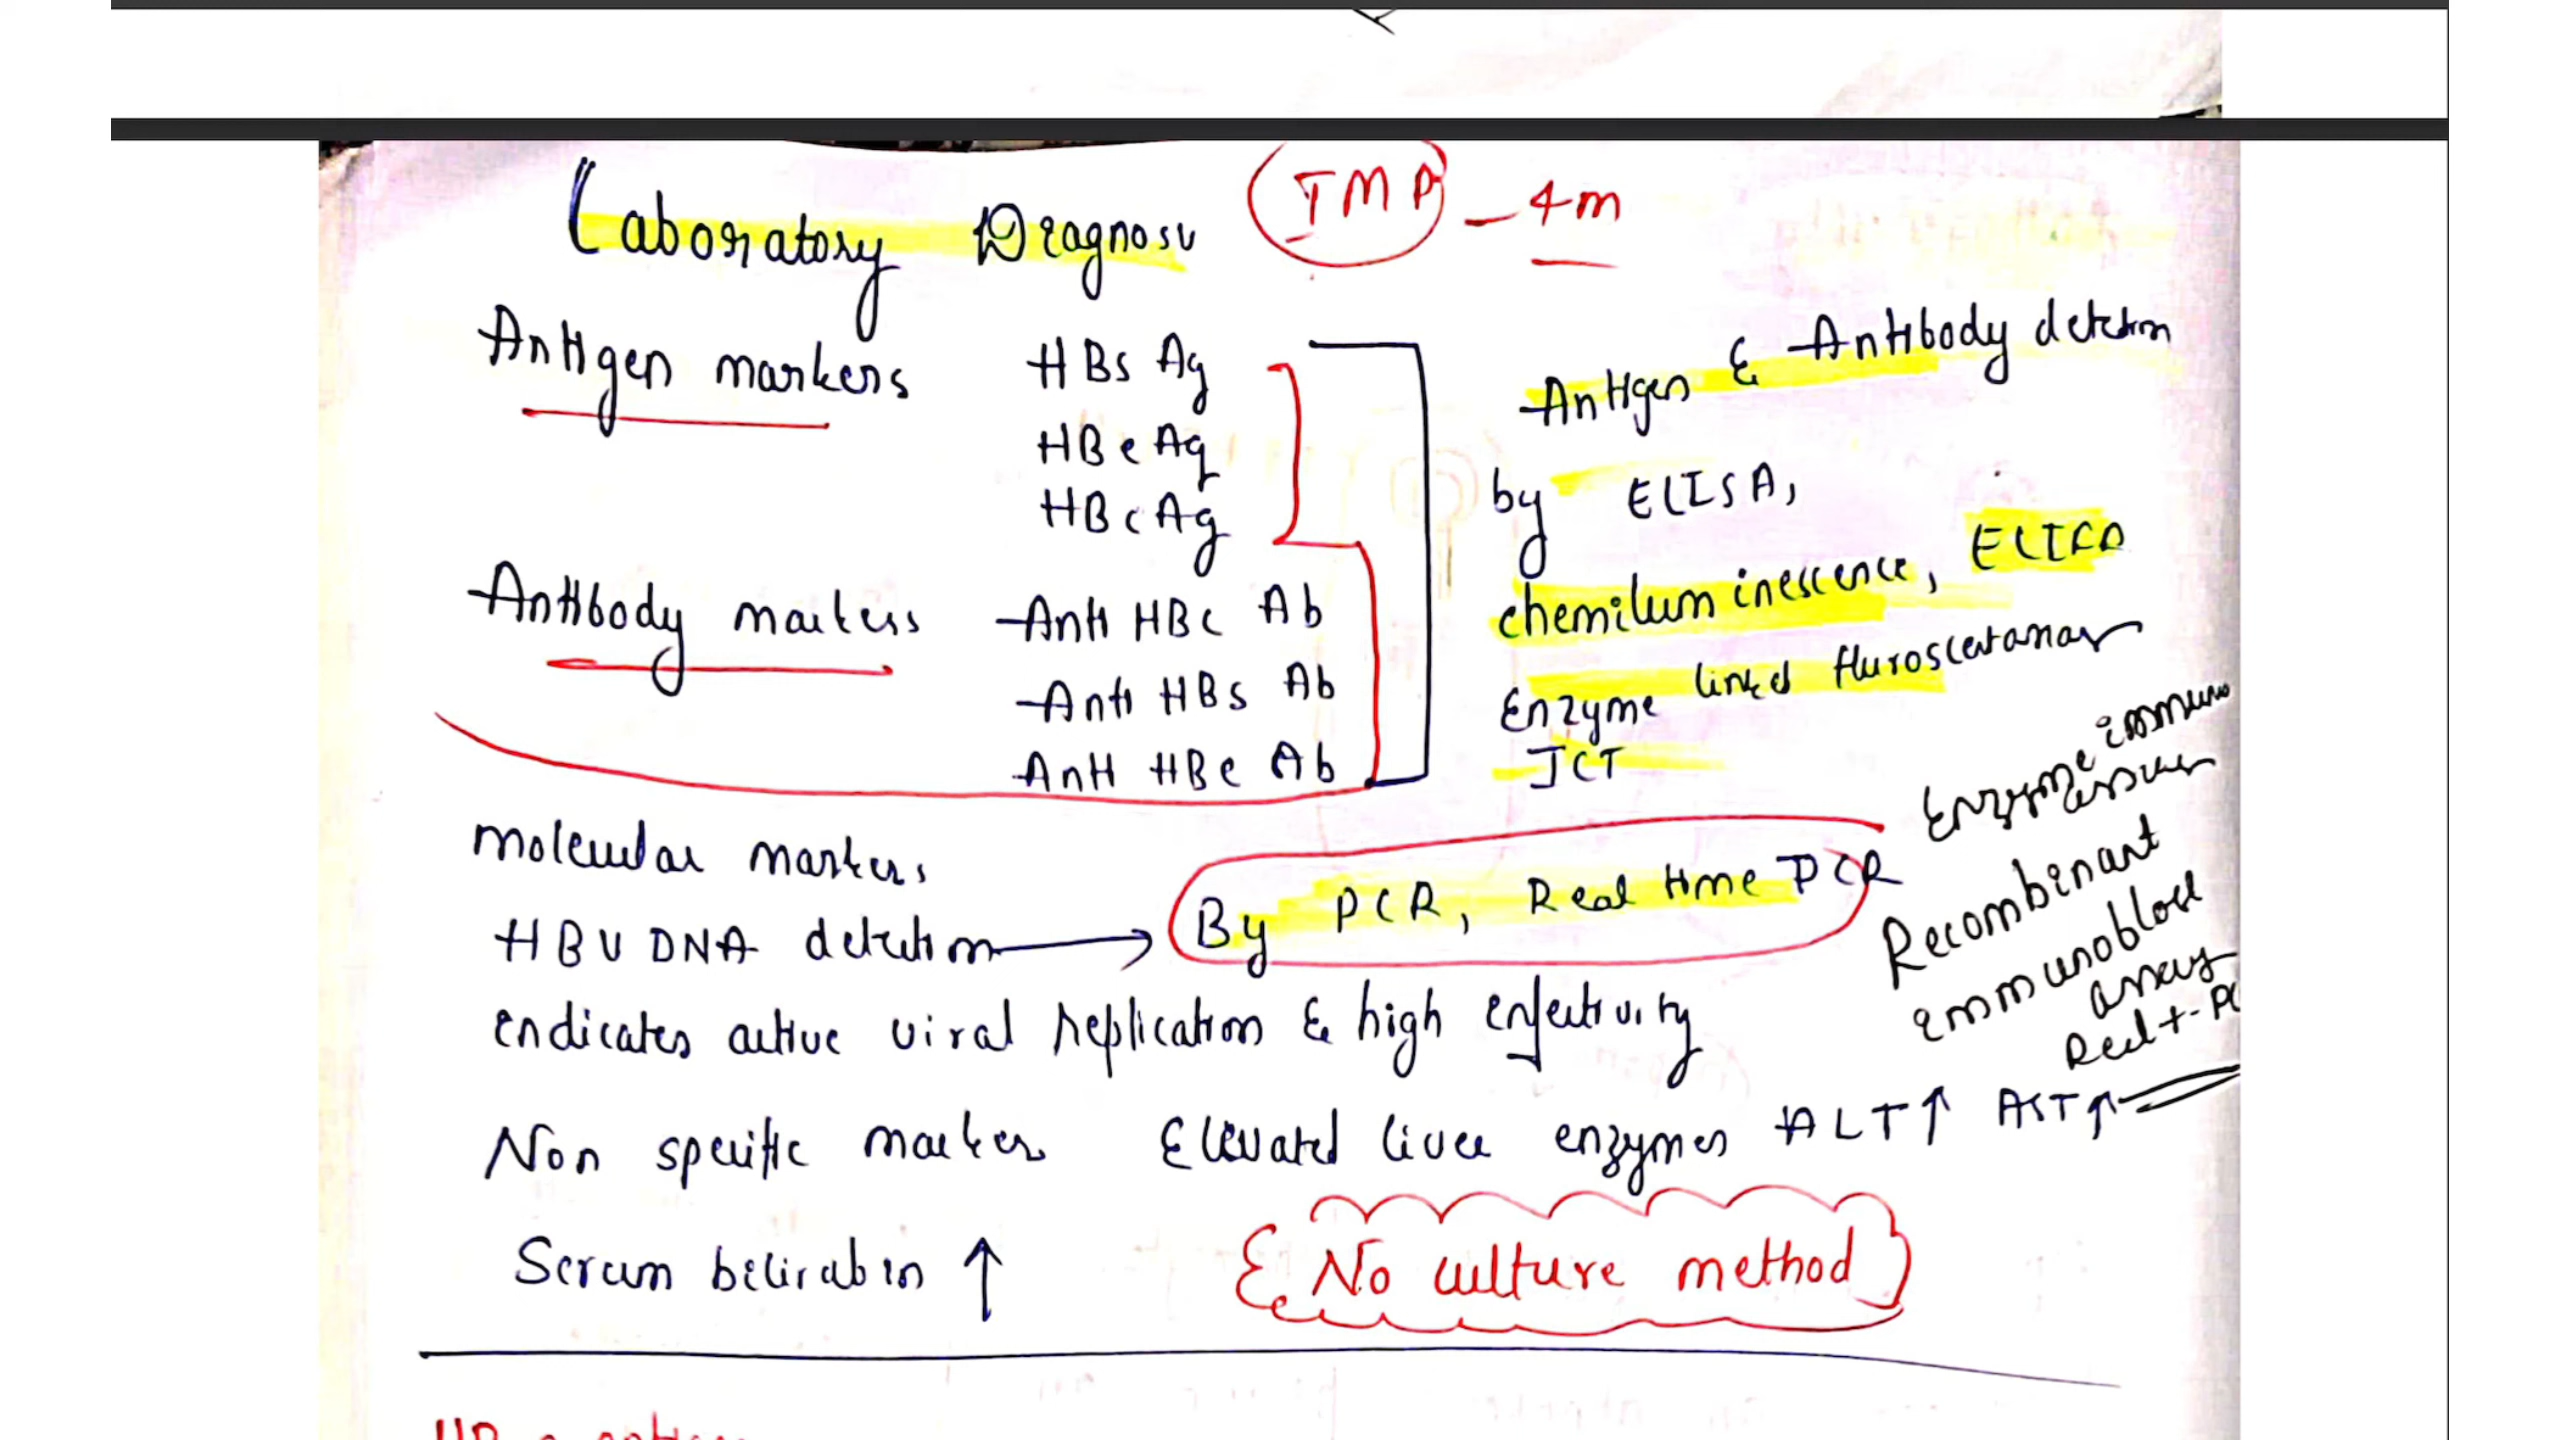 Laboratory Diagnosis IMP - 4m
Antigen markers HBs Ag
HBe Ag
HBc Ag
Antigen & Antibody detection
by ELISA,
chemiluminescence, ELIFA
Enzyme linked
ICT
Antibody markers Anti HBc Ab
Anti HBs Ab
Anti HBe Ab
Enzyme immuno
assay
Recombinant
immunoblot
assay
Real t- PC
molecular markers
HBV DNA detection → By PCR, Real time PCR
indicates active viral replication & high infectivity
Non specific marker Elevated liver enzymes ALT↑ AST↑
Serum bilirubin ↑ No culture method